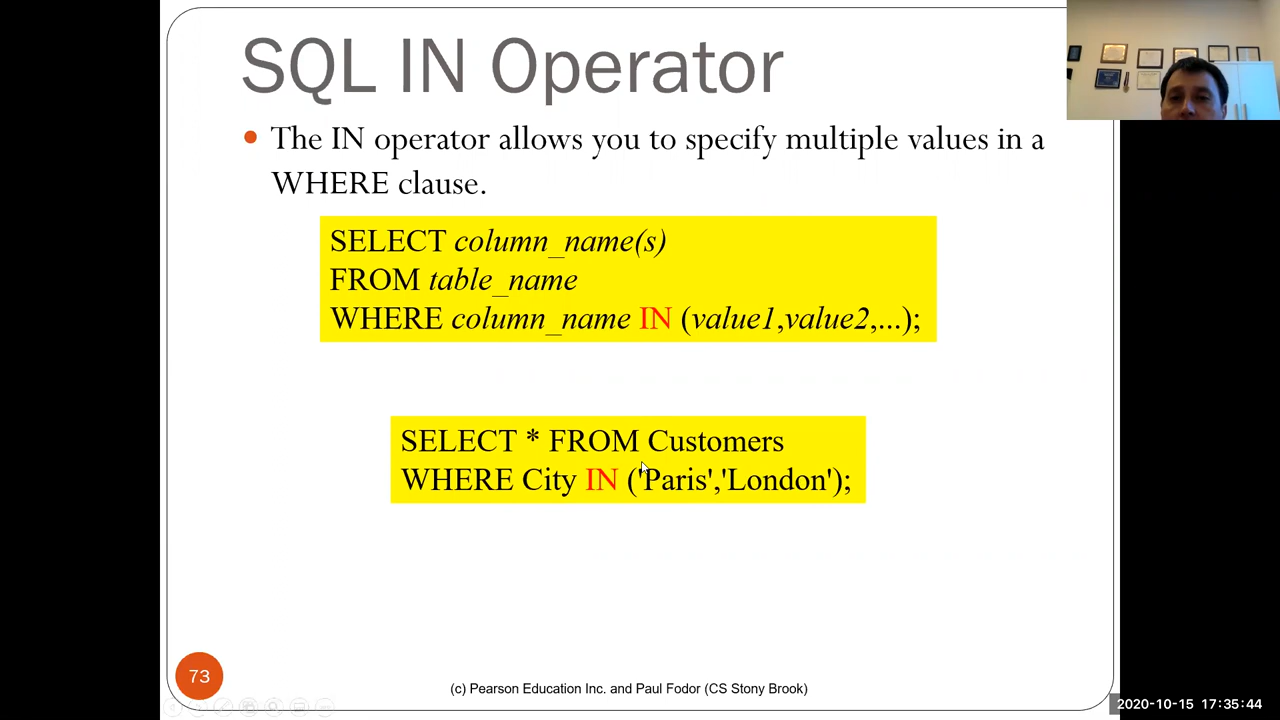 SQL IN Operator
• The IN operator allows you to specify multiple values in a
WHERE clause.
SELECT column_name(s)
FROM table_name
WHERE column_name IN (value1,value2,...);
SELECT * FROM Customers
WHERE City IN ('Paris','London');
73
(c) Pearson Education Inc. and Paul Fodor (CS Stony Brook)
2020-10-15 17:35:44